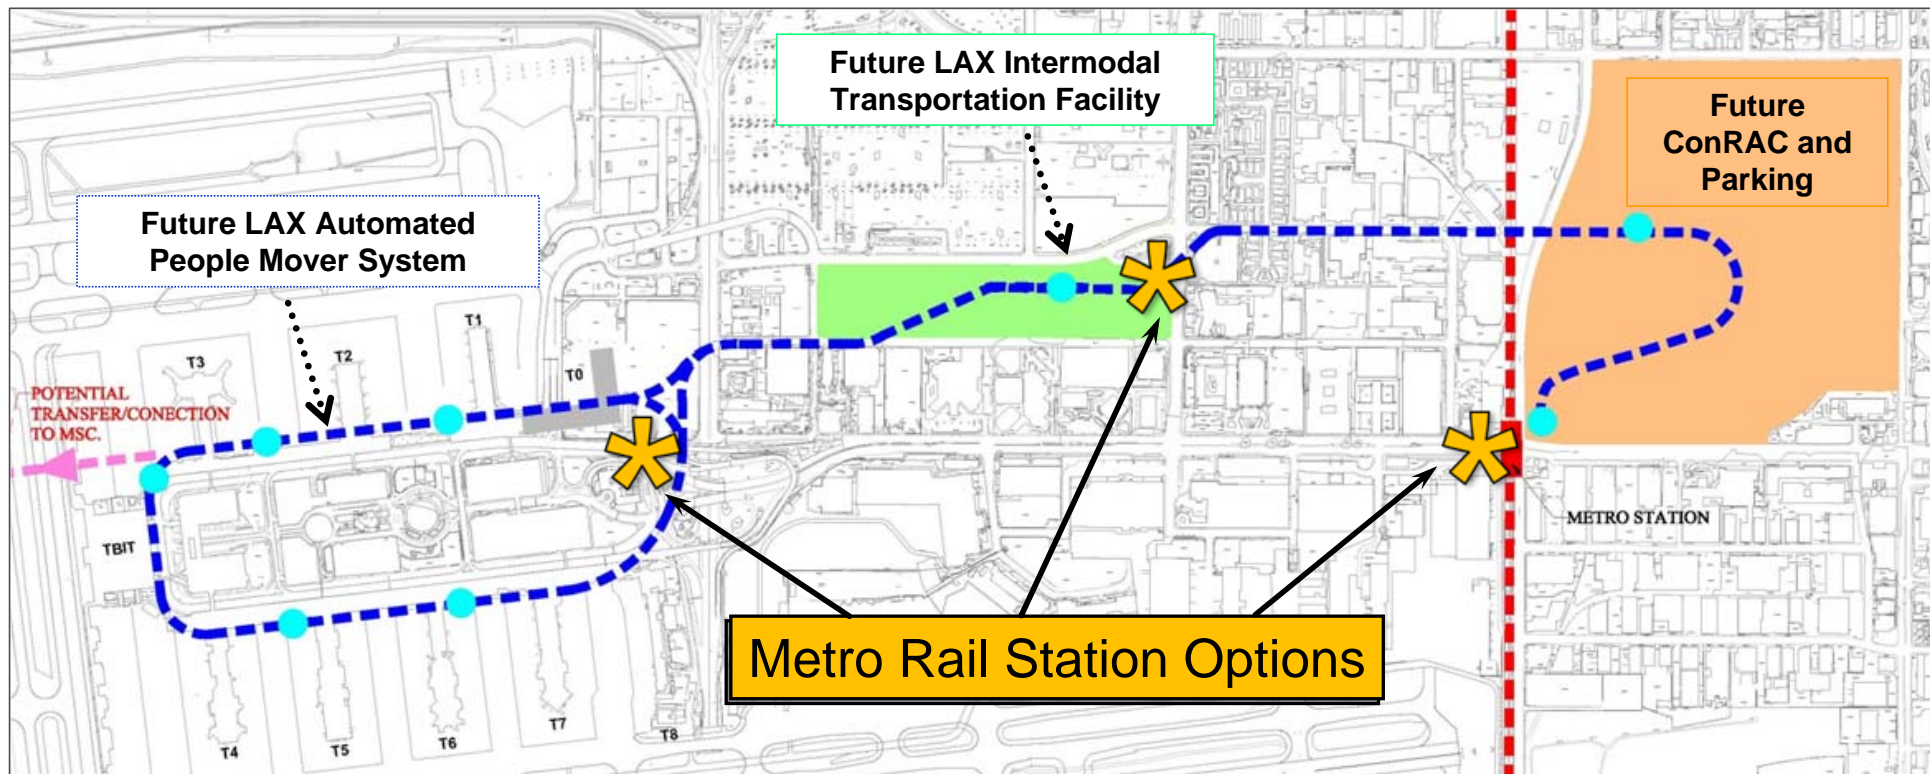 Future LAX Intermodal
Transportation Facility
Future
ConRAC and
Parking
Future LAX Automated
People Mover System
T1
T2
T3
T0
POTENTIAL
TRANSFER/CONECTION
TO MSC.
METRO STATION
TBIT
Metro Rail Station Options
T4
T5
T6
T7
T8